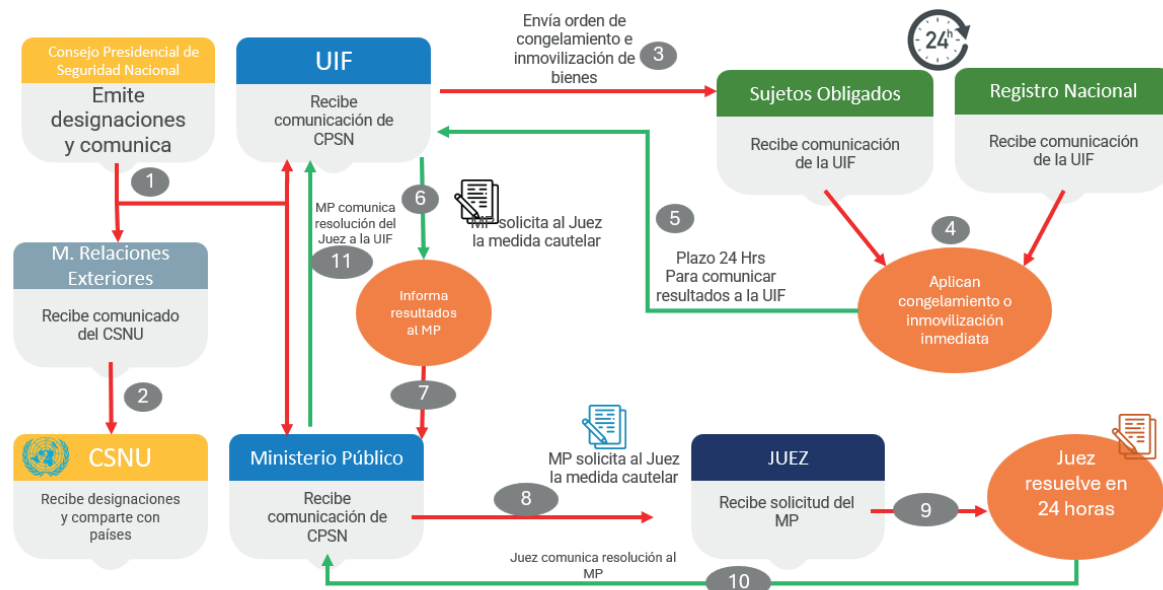 Consejo Presidencial de
Seguridad Nacional
Emite
designaciones
y comunica
1
M. Relaciones
Exteriores
Recibe comunicado
del CSNU
2
CSNU
Recibe designaciones
y comparte con
países
UIF
Recibe
comunicación de
CPSN
Envía orden de
congelamiento e
inmovilización de
bienes
3
24h
Sujetos Obligados
Recibe comunicación
de la UIF
Registro Nacional
Recibe comunicación
de la UIF
4
Aplican
congelamiento o
inmovilización
inmediata
5
Plazo 24 Hrs
Para comunicar
resultados a la UIF
6
MP solicita al Juez
la medida cautelar
MP comunica
resolución del
Juez a la UIF
11
Informa
resultados
al MP
7
Ministerio Público
Recibe
comunicación de
CPSN
MP solicita al Juez
la medida cautelar
8
JUEZ
Recibe solicitud del
MP
9
Juez
resuelve en
24 horas
Juez comunica resolución al
MP
10